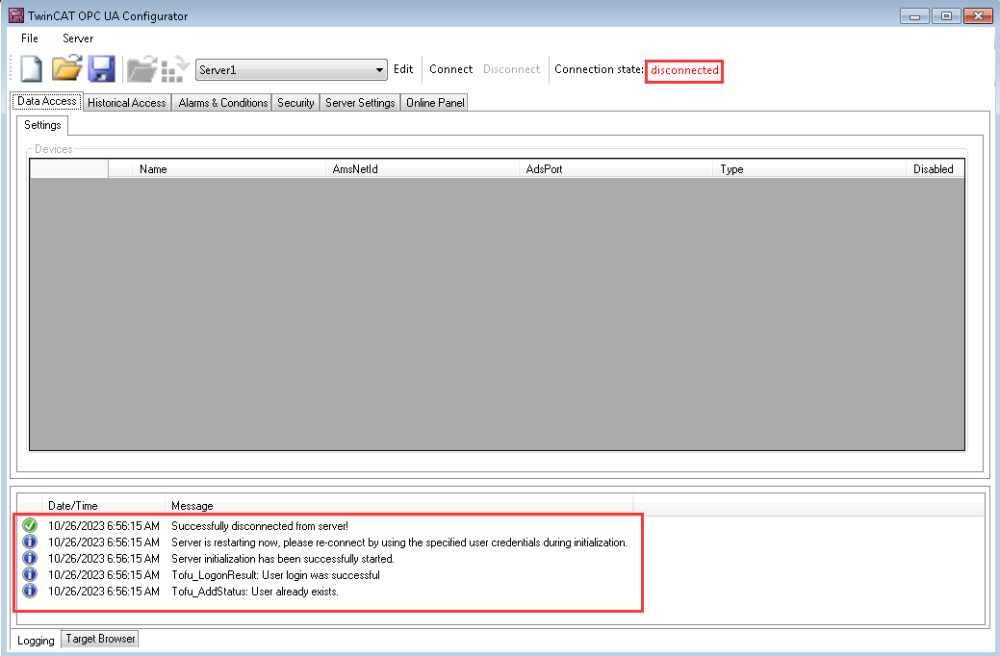 TwinCAT OPC UA Configurator
File Server
Server1 Edit Connect Disconnect Connection state: disconnected
Data Access Historical Access Alarms & Conditions Security Server Settings Online Panel
Settings
Devices
Name AmsNetId AdsPort Type Disabled
Date/Time Message
10/26/2023 6:56:15 AM Successfully disconnected from server!
10/26/2023 6:56:15 AM Server is restarting now, please re-connect by using the specified user credentials during initialization.
10/26/2023 6:56:15 AM Server initialization has been successfully started.
10/26/2023 6:56:15 AM Tofu_LogonResult: User login was successful
10/26/2023 6:56:15 AM Tofu_AddStatus: User already exists.
Logging Target Browser